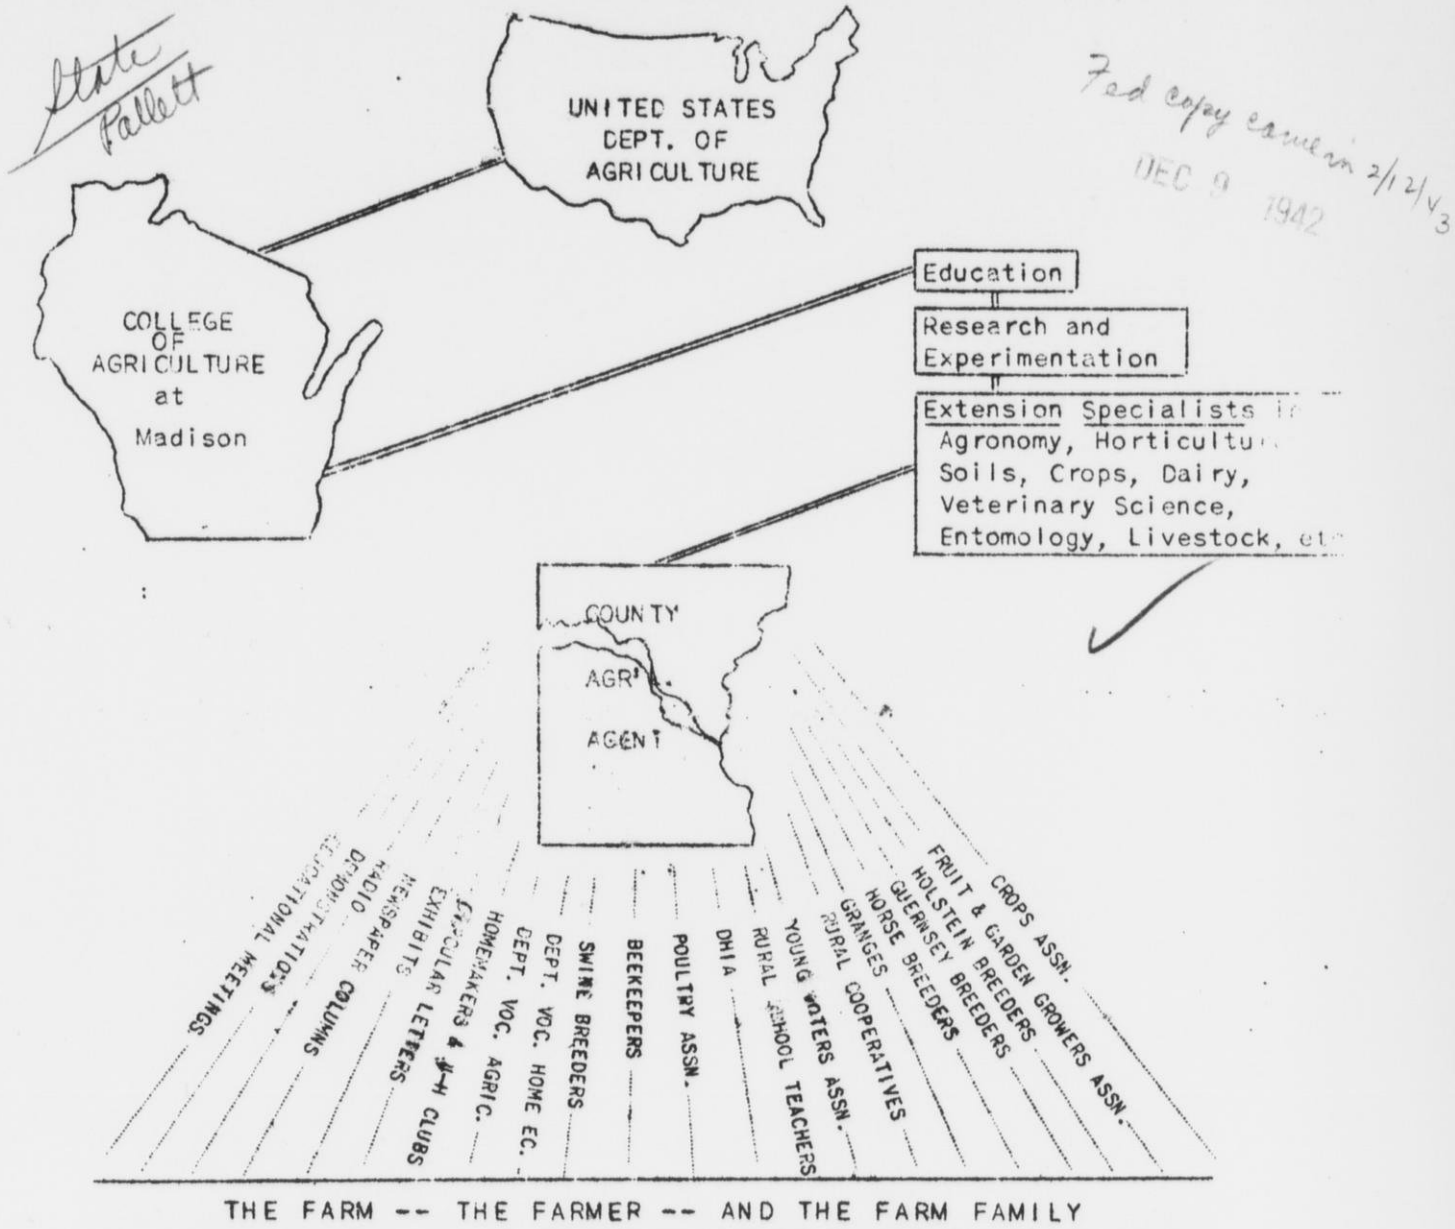 State
Pallett
UNITED STATES
DEPT. OF
AGRICULTURE
Fed copy came in 2/12/43
DEC 9 1942
COLLEGE
OF
AGRICULTURE
at
Madison
Education
Research and
Experimentation
Extension Specialists in
Agronomy, Horticultu
Soils, Crops, Dairy,
Veterinary Science,
Entomology, Livestock, etc
COUNTY
AGR'L.
AGENT
EDUCATIONAL MEETINGS
DEMONSTRATIONS
RADIO
NEWSPAPER COLUMNS
EXHIBITS
CIRCULAR LETTERS
HOMEMAKERS & 4-H CLUBS
DEPT. VOC. AGRIC.
DEPT. VOC. HOME EC.
SWINE BREEDERS
BEEKEEPERS
POULTRY ASSN.
DHIA
RURAL SCHOOL TEACHERS
YOUNG VOTERS ASSN.
RURAL COOPERATIVES
GRANGES
HORSE BREEDERS
GUERNSEY BREEDERS
HOLSTEIN BREEDERS
FRUIT & GARDEN GROWERS ASSN.
CROPS ASSN.
THE FARM -- THE FARMER -- AND THE FARM FAMILY